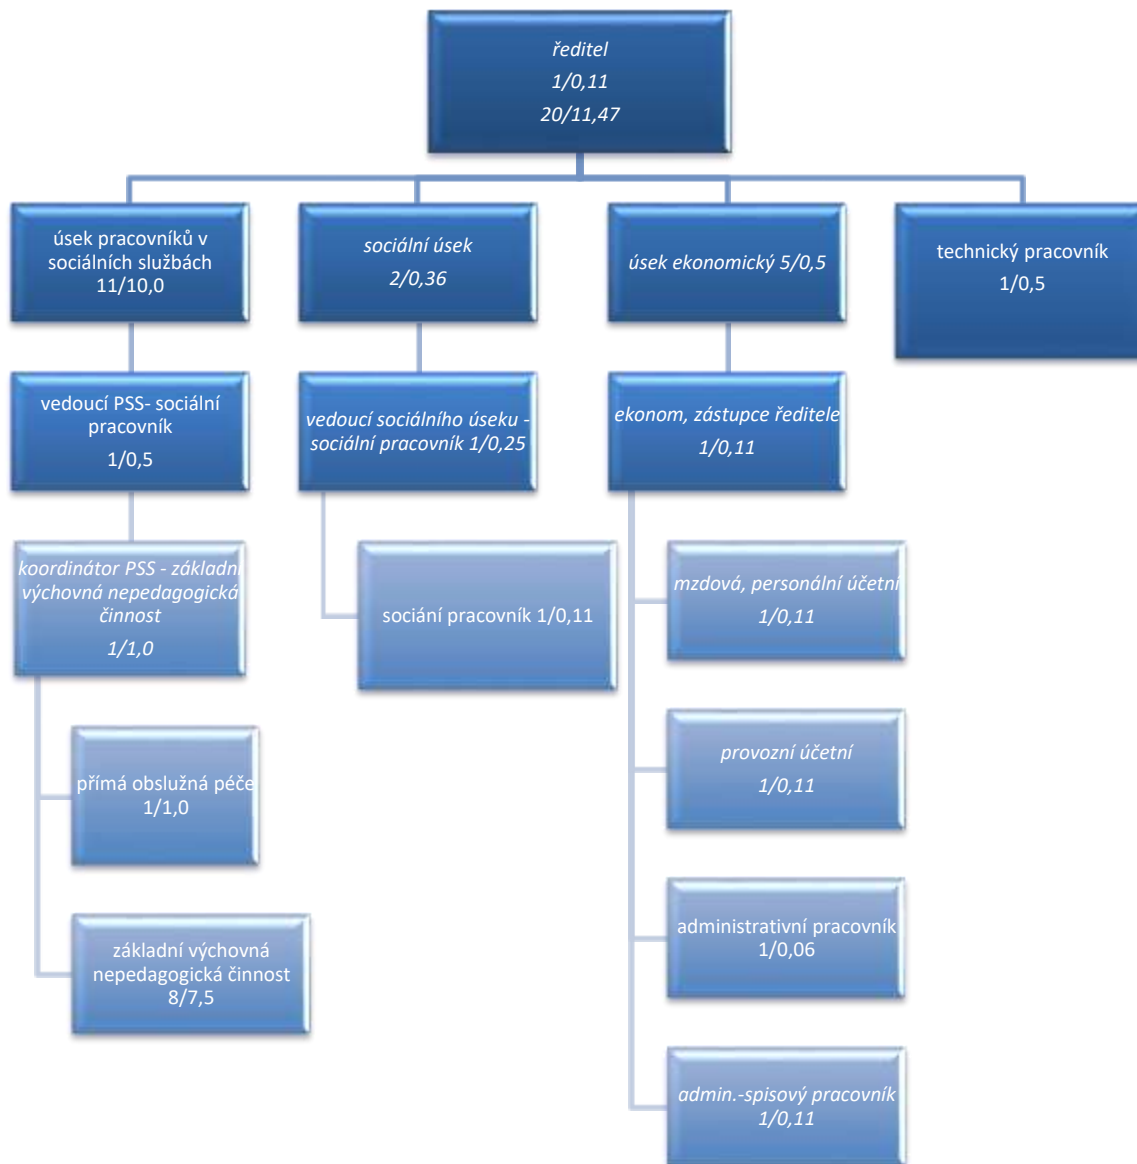 ředitel
1/0,11
20/11,47
úsek pracovníků v
sociálních službách
11/10,0
sociální úsek
2/0,36
úsek ekonomický 5/0,5
technický pracovník
1/0,5
vedoucí PSS- sociální
pracovník
1/0,5
vedoucí sociálního úseku -
sociální pracovník 1/0,25
ekonom, zástupce ředitele
1/0,11
koordinátor PSS - základní
výchovná nepedagogická
činnost
1/1,0
sociání pracovník 1/0,11
mzdová, personální účetní
1/0,11
přímá obslužná péče
1/1,0
provozní účetní
1/0,11
základní výchovná
nepedagogická činnost
8/7,5
administrativní pracovník
1/0,06
admin.-spisový pracovník
1/0,11